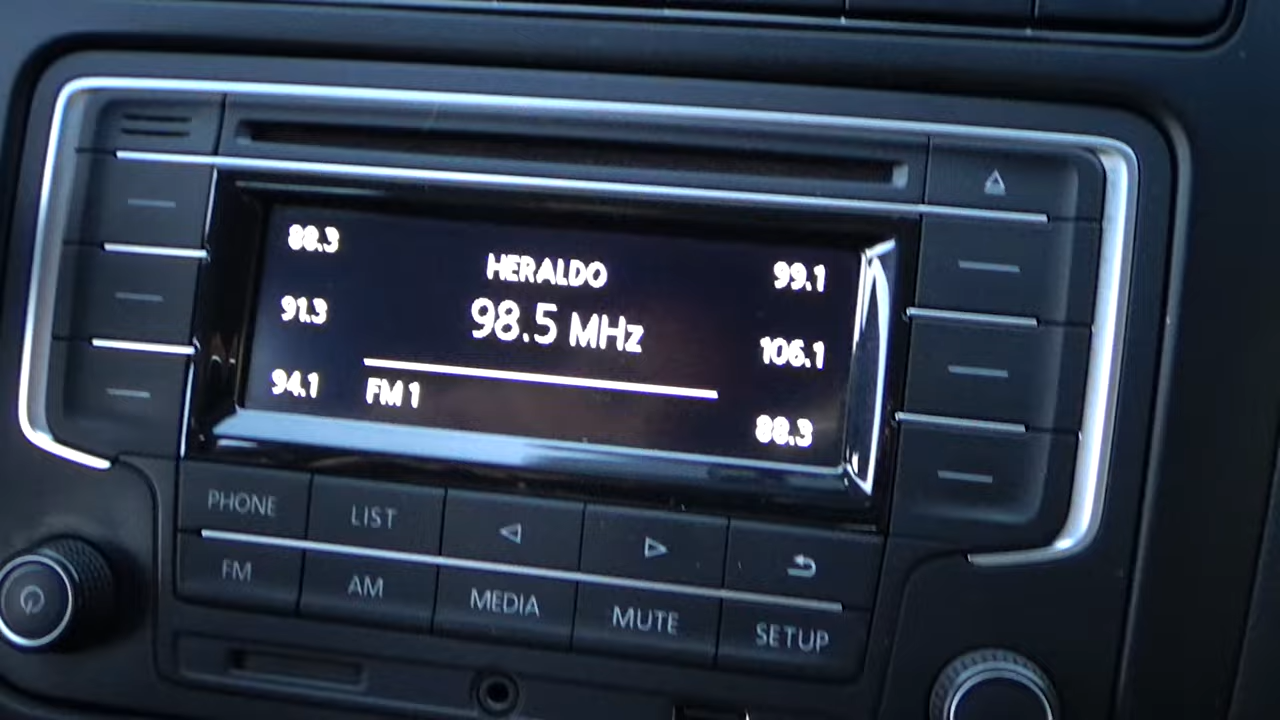 88.3
HERALDO
99.1
91.3
98.5 MHz
106.1
94.1
FM 1
88.3
PHONE
LIST
FM
AM
MEDIA
MUTE
SETUP